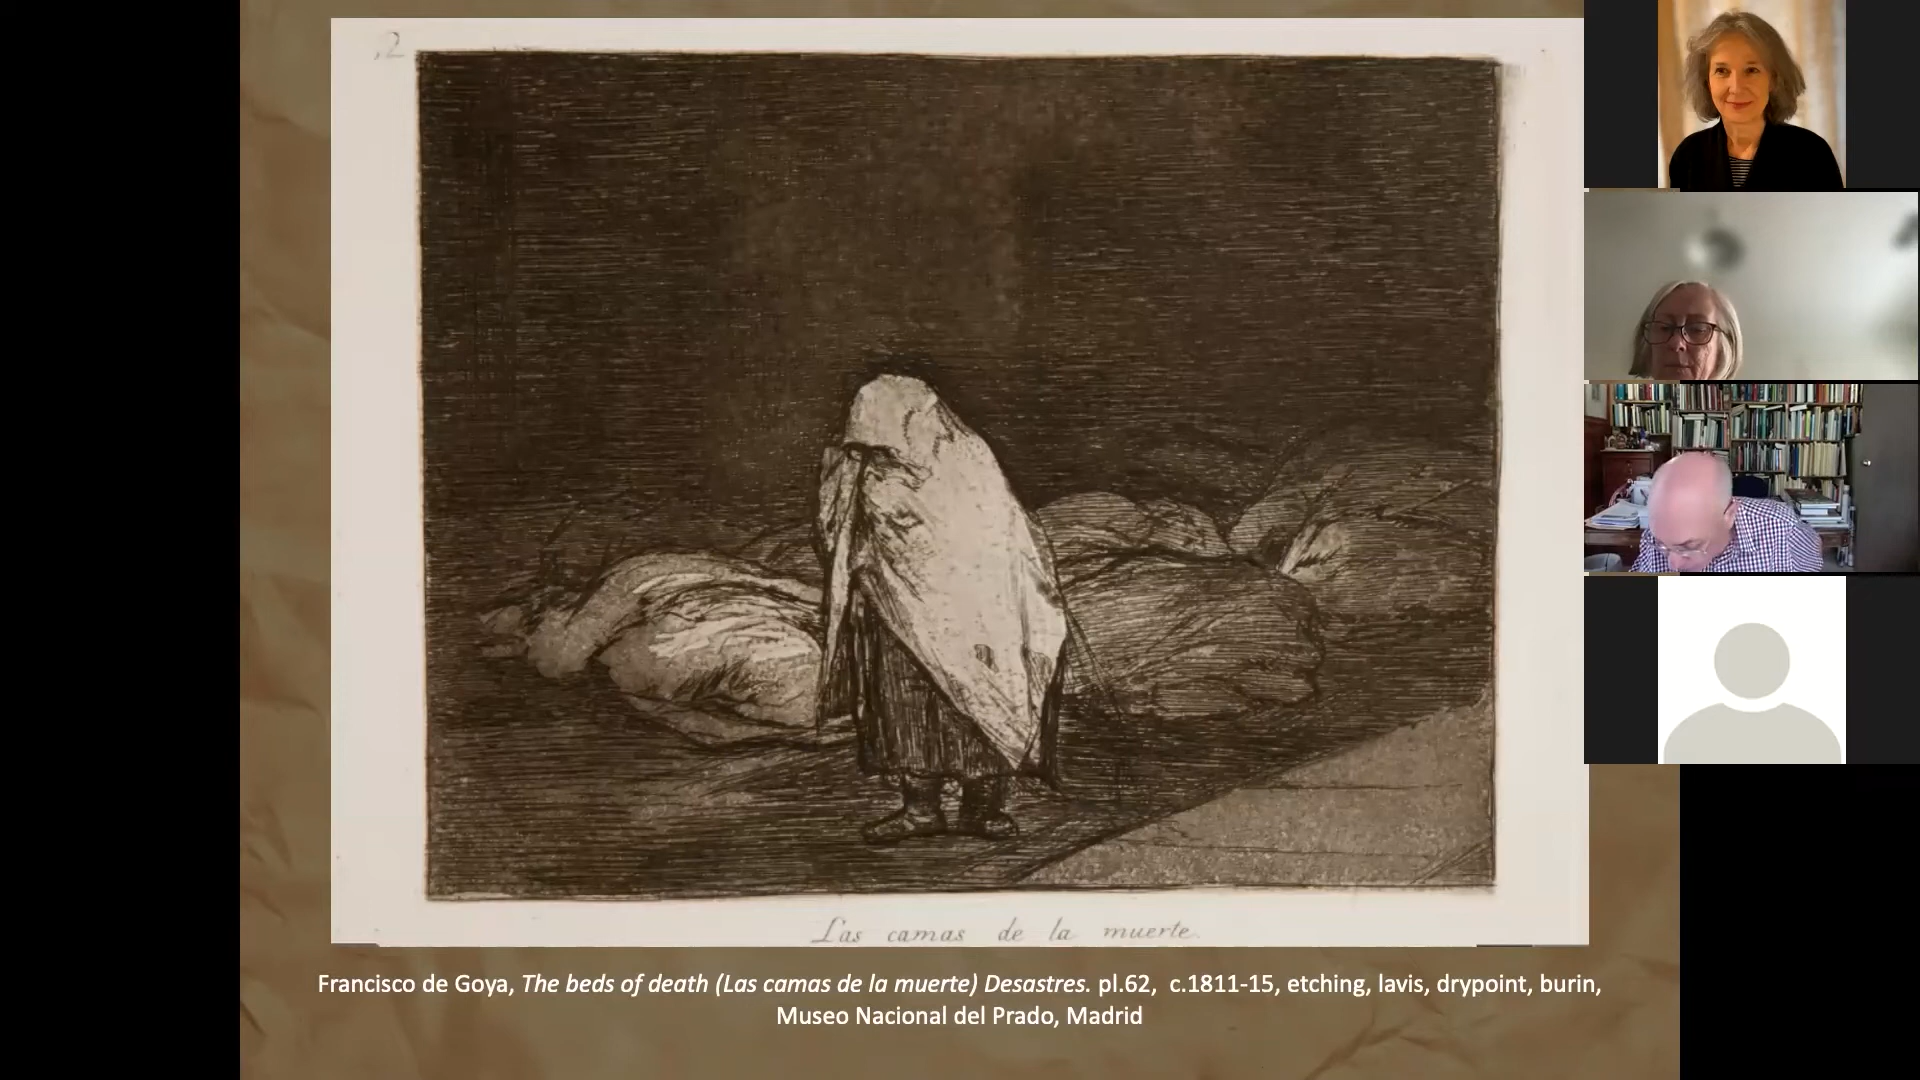 ,2
Las camas de la muerte.
Francisco de Goya, The beds of death (Las camas de la muerte) Desastres. pl.62,  c.1811-15, etching, lavis, drypoint, burin,
Museo Nacional del Prado, Madrid